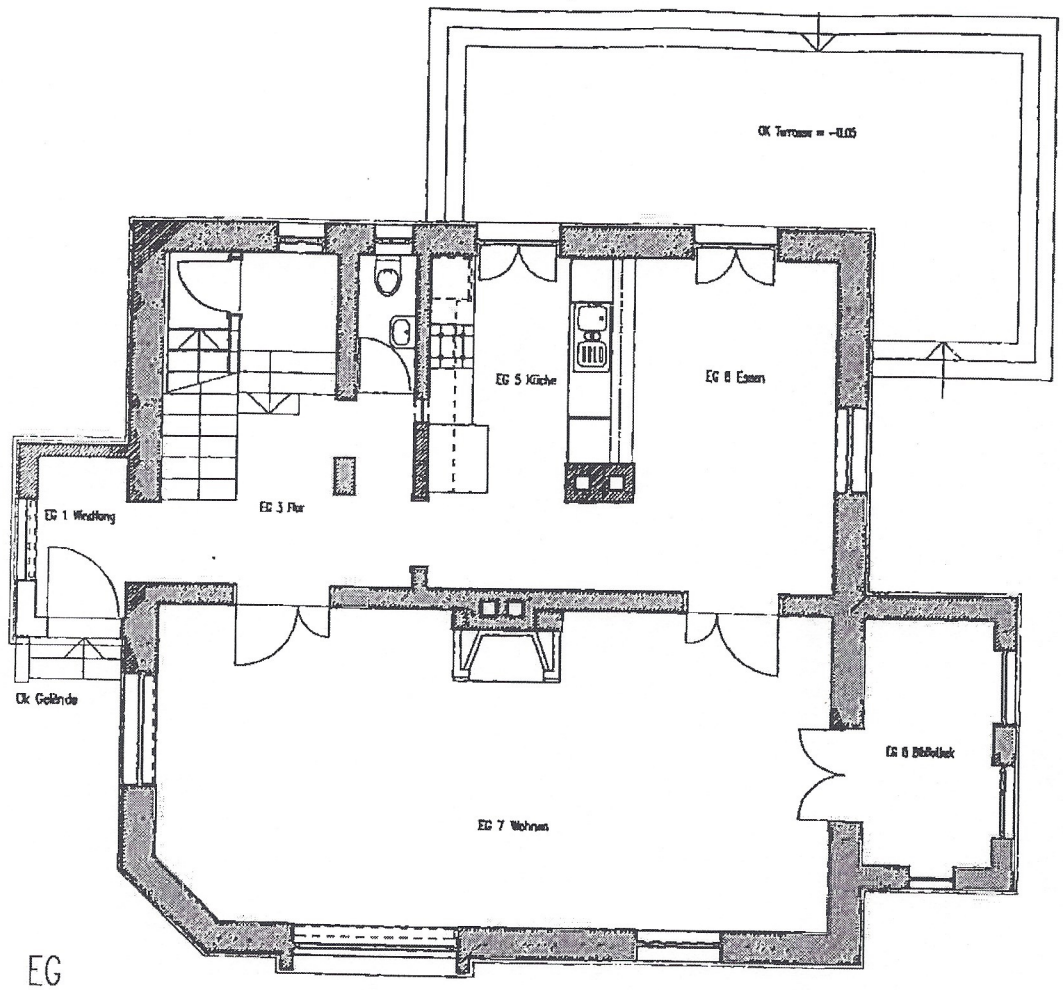 OK Terrasse = -0.05
EG 5 Küche
EG 6 Essen
EG 1 Windfang
EG 3 Flur
OK Gelände
EG 8 Bibliothek
EG 7 Wohnen
EG